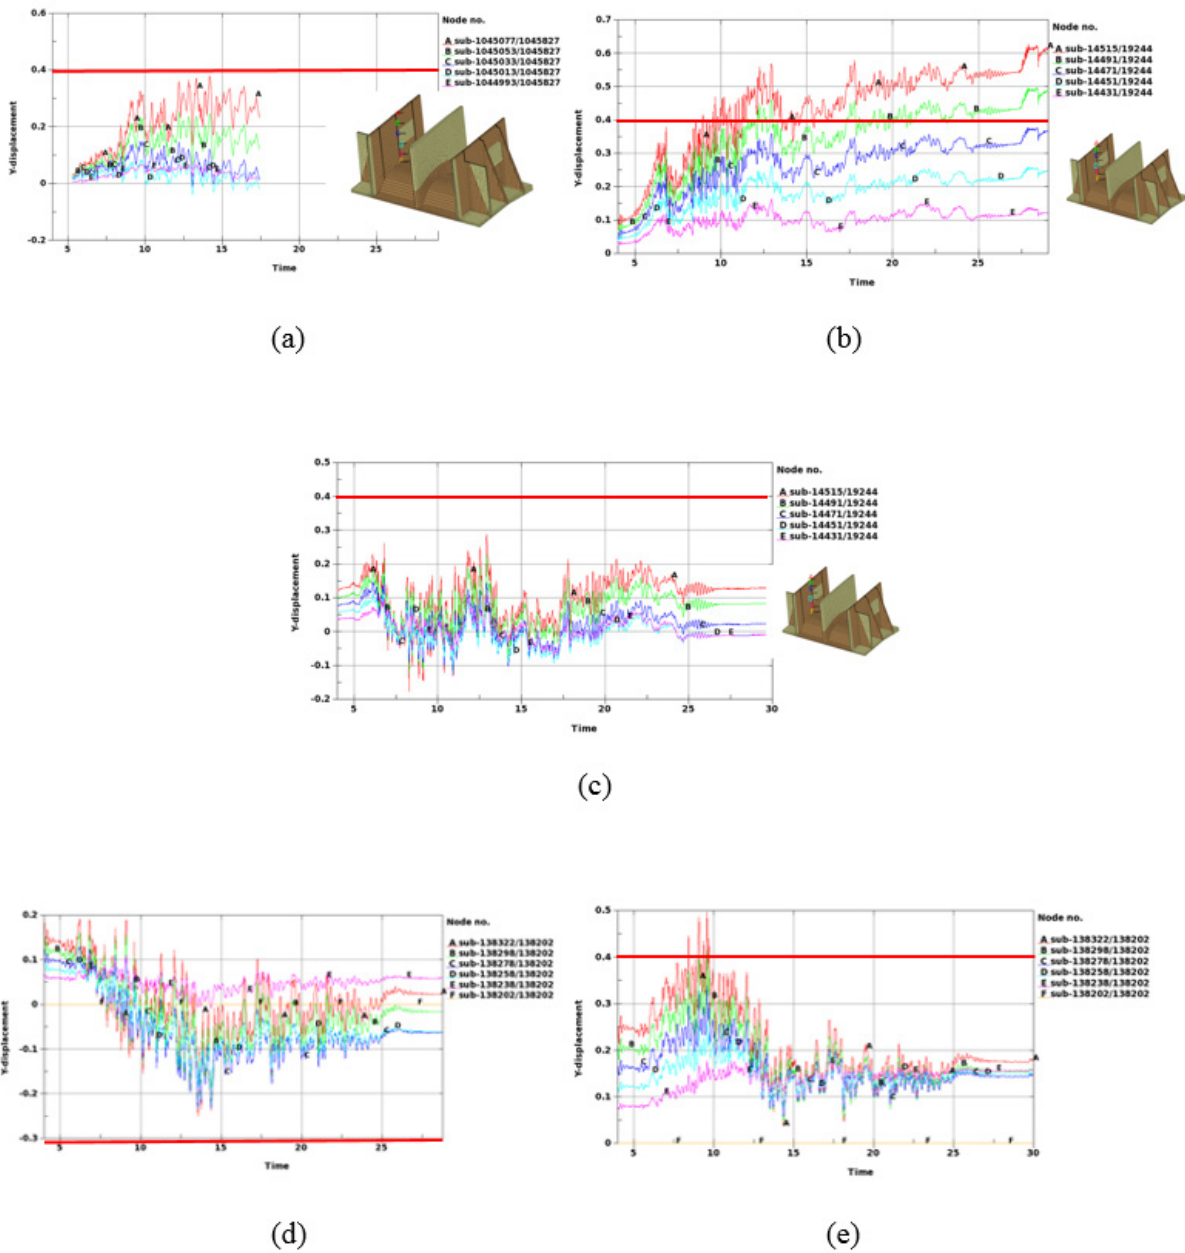 0.6
0.4
0.2
0
-0.2
Y-displacement
5
10
15
20
25
Time
Node no.
A sub-1045077/1045827
B sub-1045053/1045827
C sub-1045033/1045827
D sub-1045013/1045827
E sub-1044993/1045827
(a)
0.7
0.6
0.5
0.4
0.3
0.2
0.1
0
Y-displacement
5
10
15
20
25
Time
Node no.
A sub-14515/19244
B sub-14491/19244
C sub-14471/19244
D sub-14451/19244
E sub-14431/19244
(b)
0.5
0.4
0.3
0.2
0.1
0
-0.1
-0.2
Y-displacement
5
10
15
20
25
30
Time
Node no.
A sub-14515/19244
B sub-14491/19244
C sub-14471/19244
D sub-14451/19244
E sub-14431/19244
(c)
0.2
0.1
0
-0.1
-0.2
-0.3
Y-displacement
5
10
15
20
25
Time
Node no.
A sub-138322/138202
B sub-138298/138202
C sub-138278/138202
D sub-138258/138202
E sub-138238/138202
F sub-138202/138202
(d)
0.5
0.4
0.3
0.2
0.1
0
Y-displacement
5
10
15
20
25
30
Time
Node no.
A sub-138322/138202
B sub-138298/138202
C sub-138278/138202
D sub-138258/138202
E sub-138238/138202
F sub-138202/138202
(e)